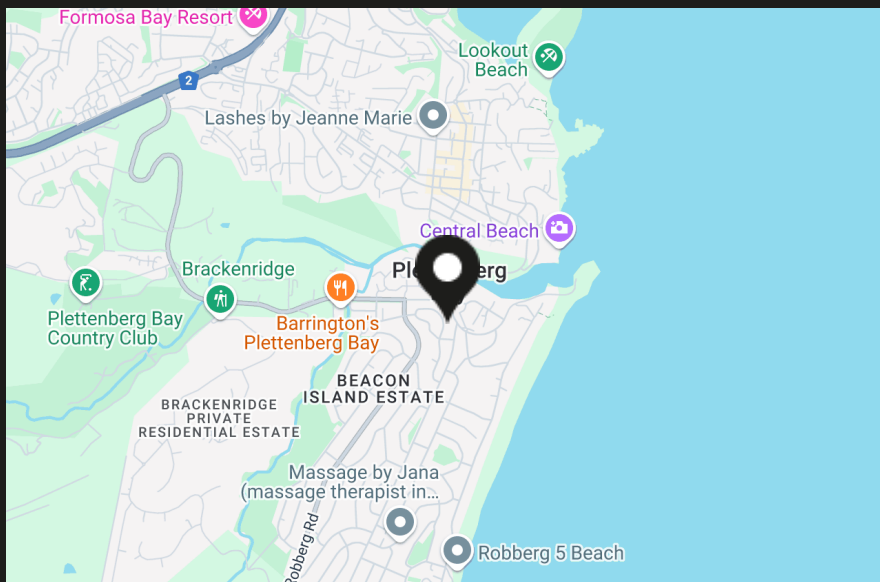 Formosa Bay Resort
Lookout
Beach
2
Lashes by Jeanne Marie
Central Beach
Brackenridge
Plettenberg Bay
Country Club
Barrington's
Plettenberg Bay
BEACON
ISLAND ESTATE
BRACKENRIDGE
PRIVATE
RESIDENTIAL ESTATE
Massage by Jana
(massage therapist in...
Robberg Rd
Robberg 5 Beach